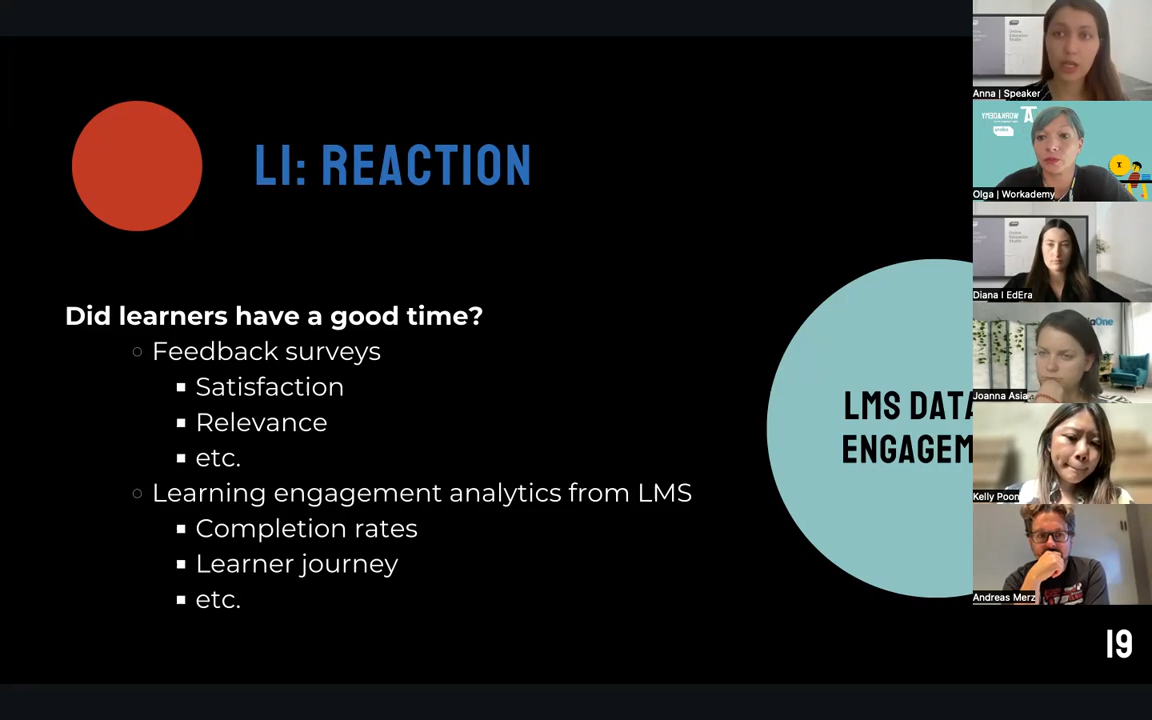 L1: REACTION
Did learners have a good time?
Feedback surveys
Satisfaction
Relevance
etc.
Learning engagement analytics from LMS
Completion rates
Learner journey
etc.
LMS DATA
ENGAGEM
19
Anna | Speaker
Olga | Workademy
Diana I EdEra
Joanna Asia
Kelly Poon
Andreas Merz